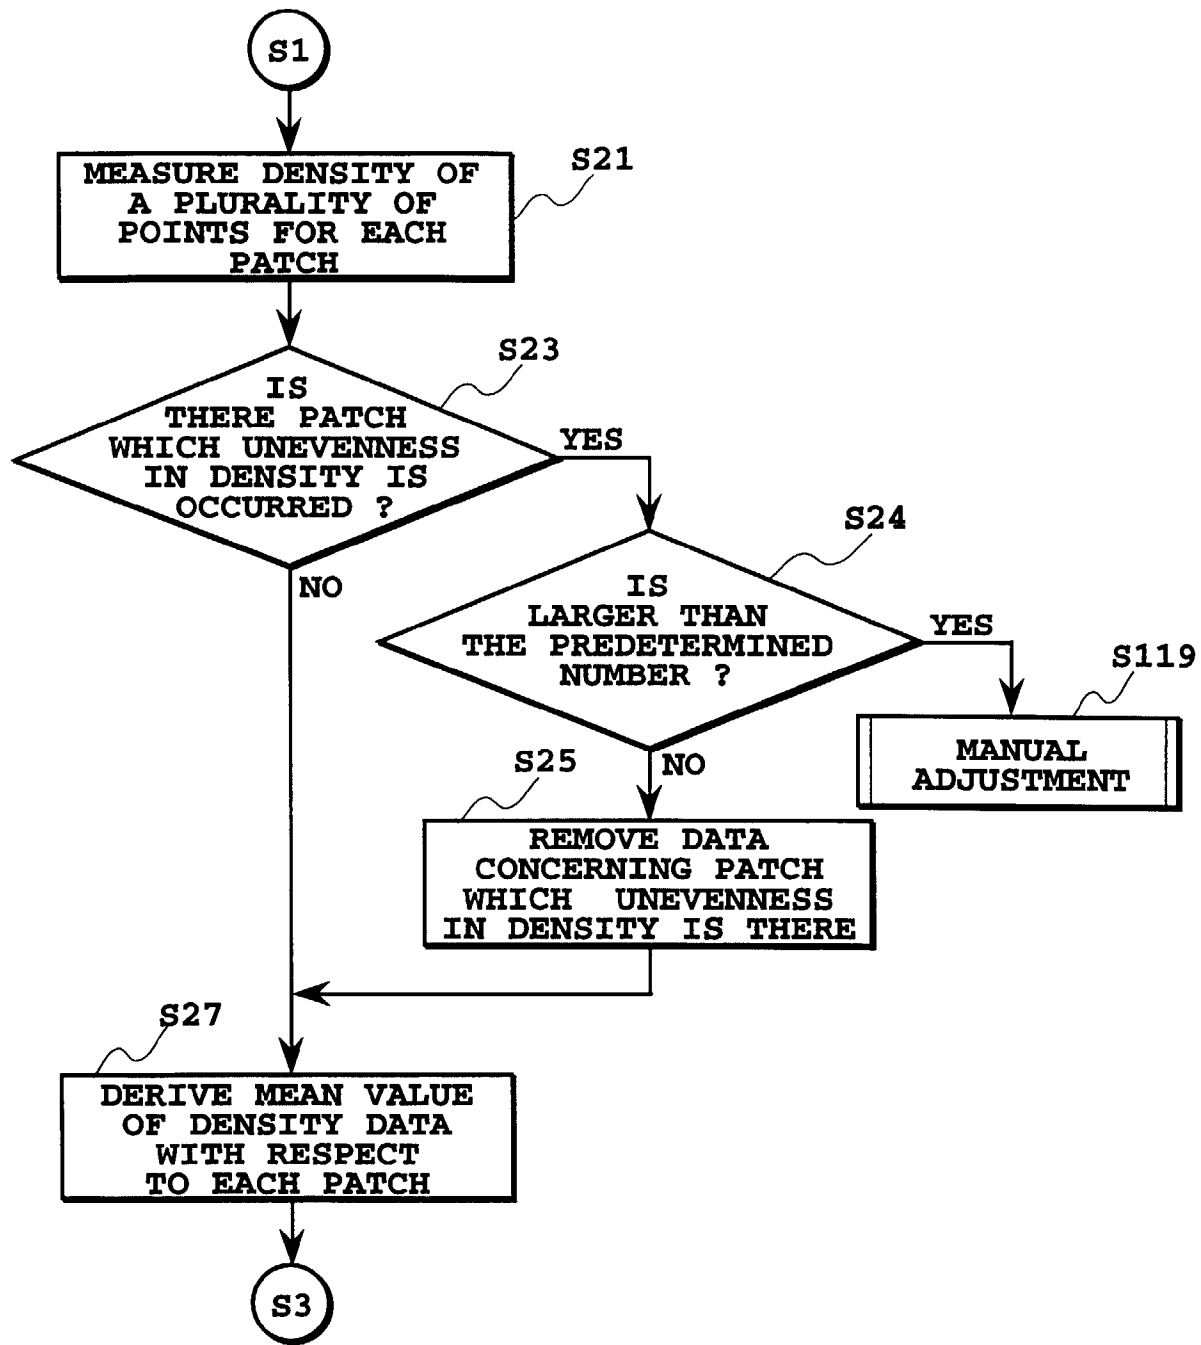 S1
S21
MEASURE DENSITY OF
A PLURALITY OF
POINTS FOR EACH
PATCH
S23
IS
THERE PATCH
WHICH UNEVENNESS
IN DENSITY IS
OCCURRED ?
YES
NO
S24
IS
LARGER THAN
THE PREDETERMINED
NUMBER ?
YES
NO
S119
MANUAL
ADJUSTMENT
S25
REMOVE DATA
CONCERNING PATCH
WHICH UNEVENNESS
IN DENSITY IS THERE
S27
DERIVE MEAN VALUE
OF DENSITY DATA
WITH RESPECT
TO EACH PATCH
S3